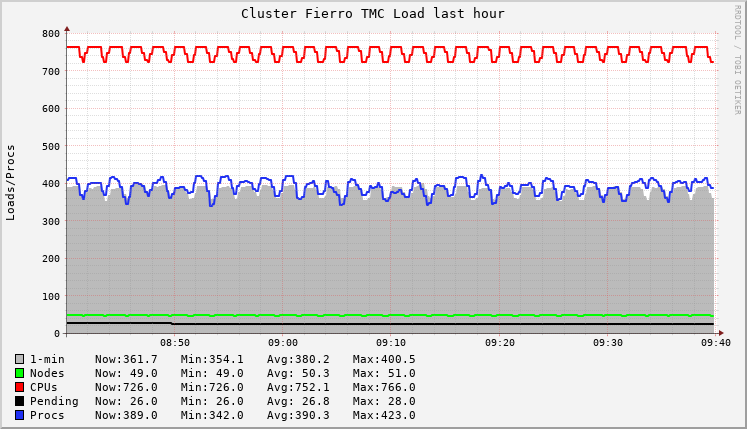 Cluster Fierro TMC Load last hour
RRDTOOL / TOBI OETIKER
Loads/Procs
800
700
600
500
400
300
200
100
0
08:50 09:00 09:10 09:20 09:30 09:40
1-min Now:361.7 Min:354.1 Avg:380.2 Max:400.5
Nodes Now: 49.0 Min: 49.0 Avg: 50.3 Max: 51.0
CPUs Now:726.0 Min:726.0 Avg:752.1 Max:766.0
Pending Now: 26.0 Min: 26.0 Avg: 26.8 Max: 28.0
Procs Now:389.0 Min:342.0 Avg:390.3 Max:423.0